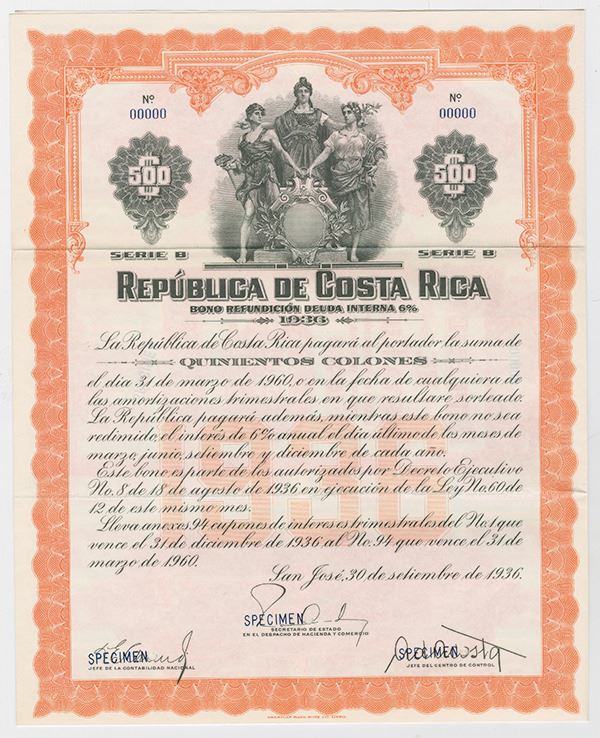 Nº Nº
00000 00000
500 500
SERIE B SERIE B
REPÚBLICA DE COSTA RICA
BONO REFUNDICIÓN DEUDA INTERNA 6%
1936
La República de Costa Rica pagará al portador la suma de
QUINIENTOS COLONES
el día 31 de marzo de 1960, o en la fecha de cualquiera de
las amortizaciones trimestrales en que resultare sorteado.
La República pagará además, mientras este bono no sea
redimido, el interés de 6% anual el día último de los meses de
marzo, junio, setiembre y diciembre de cada año.
Este bono es parte de los autorizados por Decreto Ejecutivo
No. 8 de 18 de agosto de 1936 en ejecución de la Ley No. 60 de
12 de este mismo mes.
Lleva anexos 94 cupones de intereses trimestrales del No. 1 que
vence el 31 de diciembre de 1936 al No. 94 que vence el 31 de
marzo de 1960.
San José, 30 de setiembre de 1936.
SPECIMEN
SECRETARIO DE ESTADO
EN EL DESPACHO DE HACIENDA Y COMERCIO
SPECIMEN SPECIMEN
JEFE DE LA CONTABILIDAD NACIONAL JEFE DEL CENTRO DE CONTROL